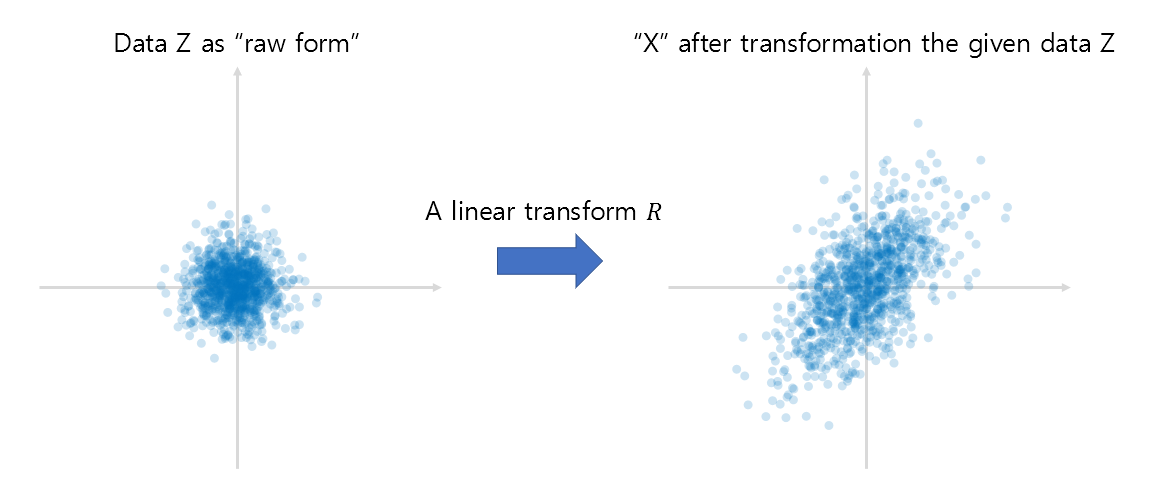 Data Z as “raw form”
“X” after transformation the given data Z
A linear transform R